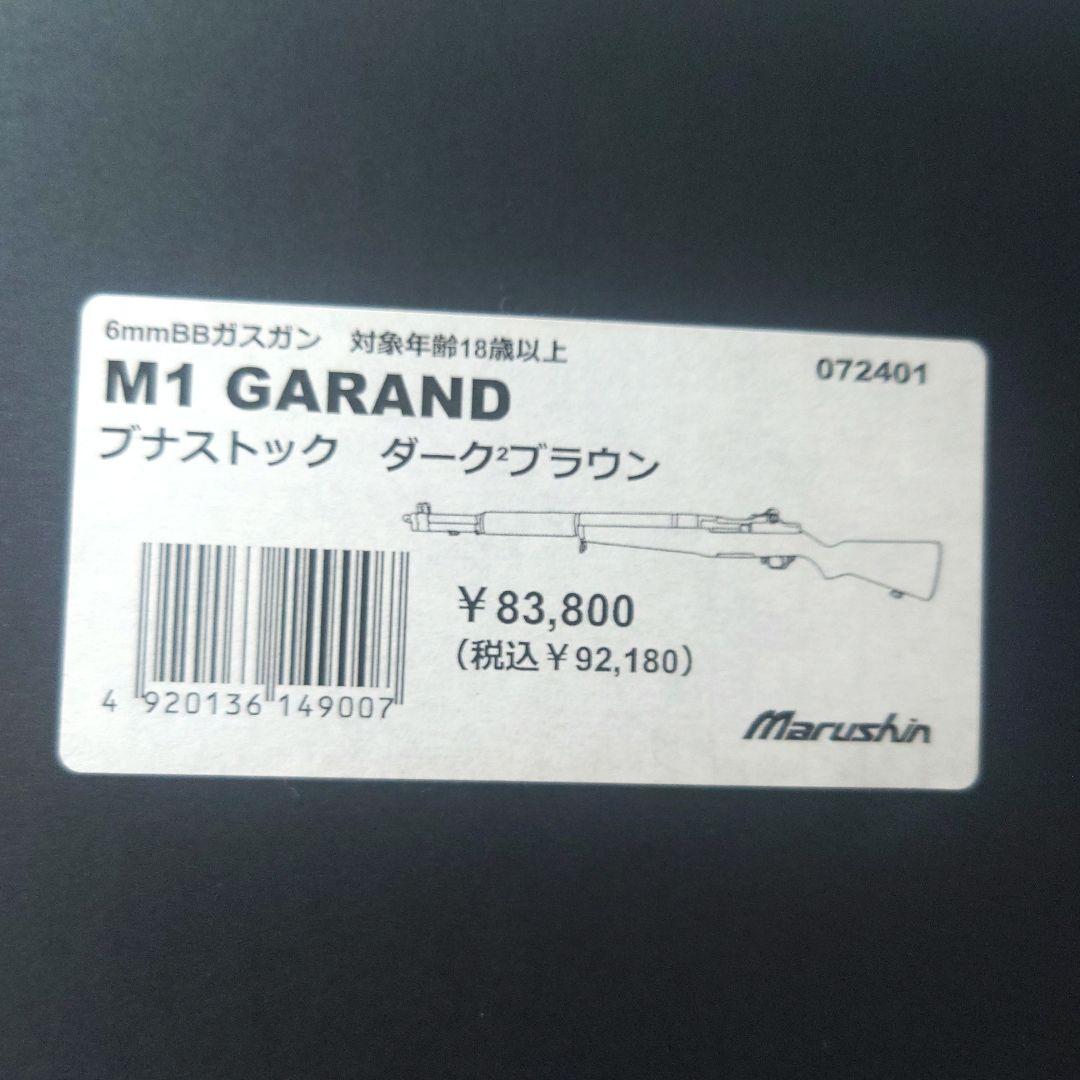 6mmBBガスガン　対象年齢18歳以上
072401
M1 GARAND
ブナストック　ダーク²ブラウン
¥83,800
(税込¥92,180)
4 920136 149007
Marushin